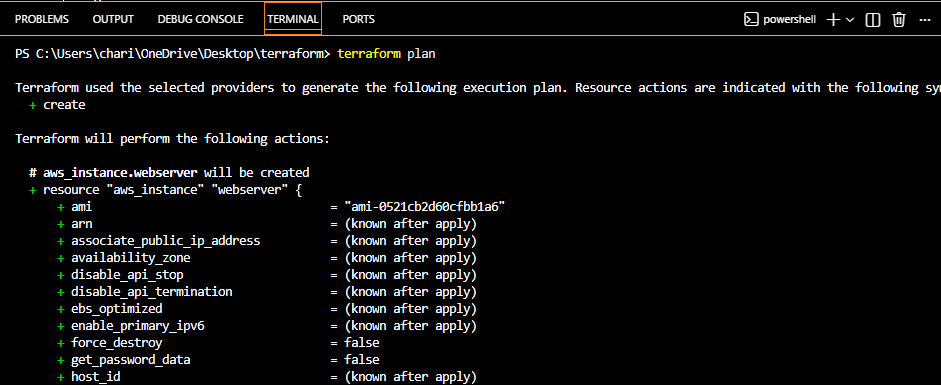 PROBLEMS OUTPUT DEBUG CONSOLE TERMINAL PORTS powershell
PS C:\Users\chari\OneDrive\Desktop\terraform> terraform plan
Terraform used the selected providers to generate the following execution plan. Resource actions are indicated with the following
+ create
Terraform will perform the following actions:
# aws_instance.webserver will be created
+ resource "aws_instance" "webserver" {
+ ami = "ami-0521cb2d60cfbb1a6"
+ arn = (known after apply)
+ associate_public_ip_address = (known after apply)
+ availability_zone = (known after apply)
+ disable_api_stop = (known after apply)
+ disable_api_termination = (known after apply)
+ ebs_optimized = (known after apply)
+ enable_primary_ipv6 = (known after apply)
+ force_destroy = false
+ get_password_data = false
+ host_id = (known after apply)